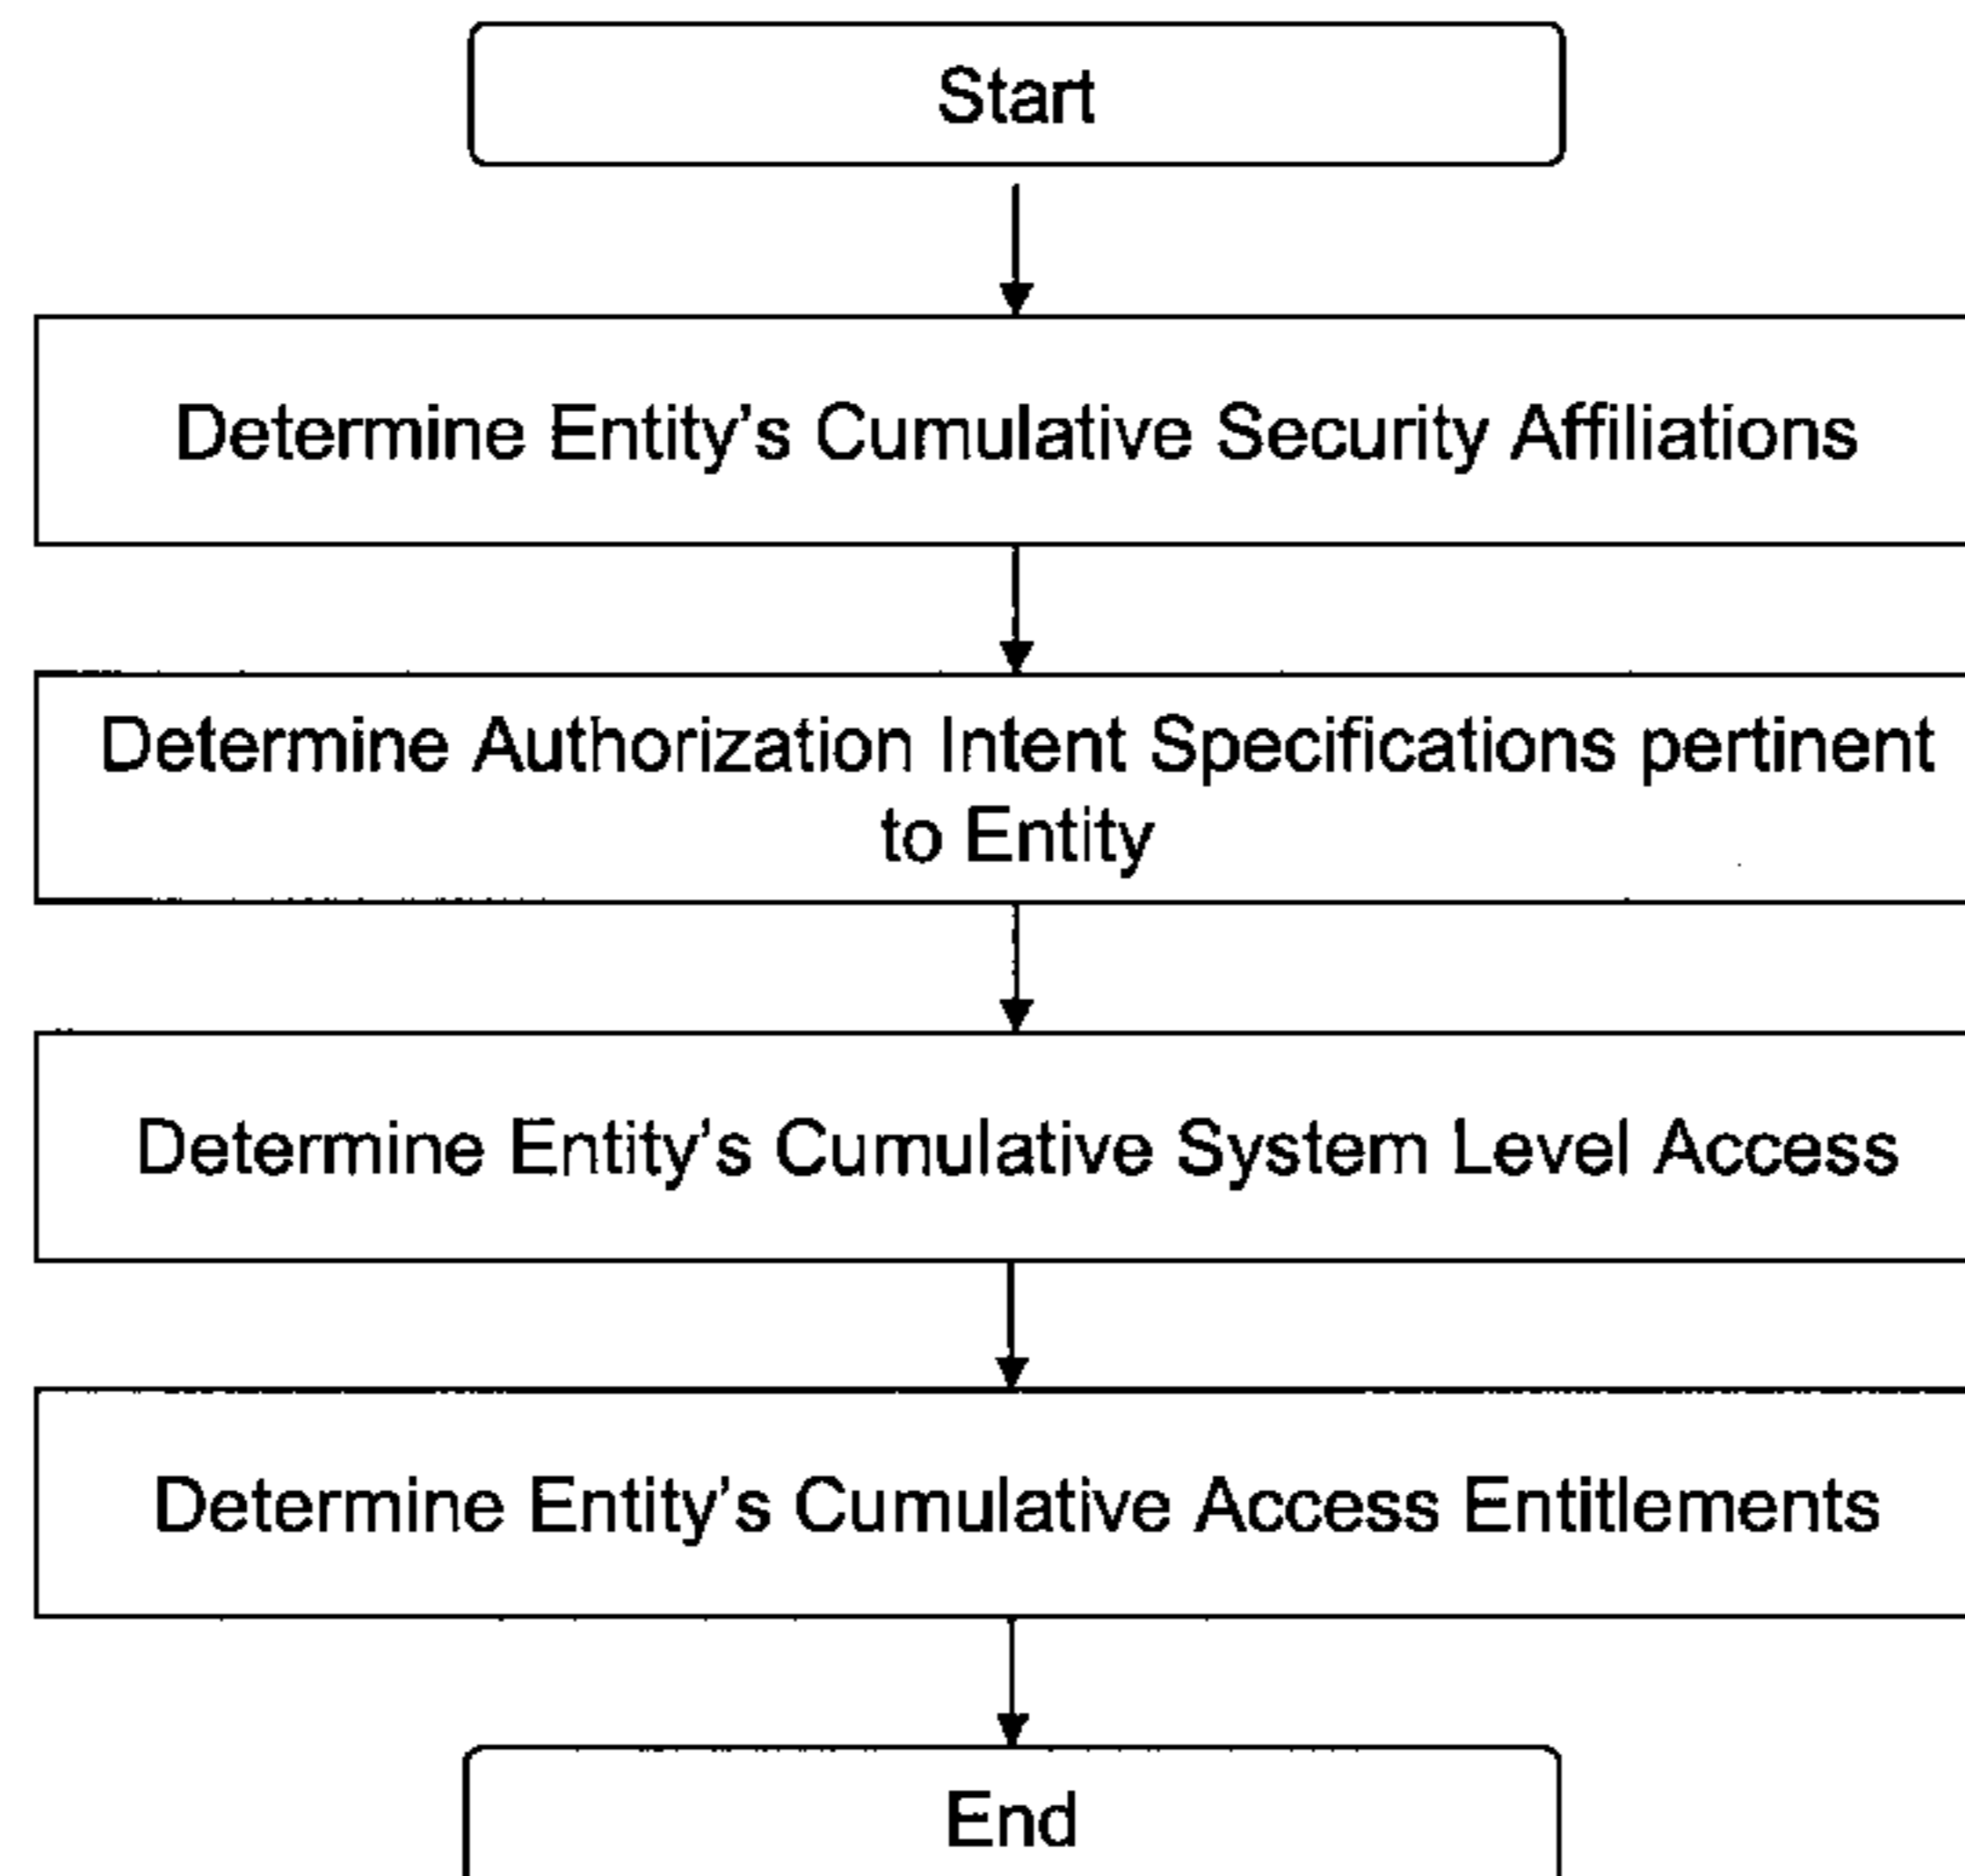 Start
Determine Entity’s Cumulative Security Affiliations
Determine Authorization Intent Specifications pertinent
to Entity
Determine Entity’s Cumulative System Level Access
Determine Entity’s Cumulative Access Entitlements
End